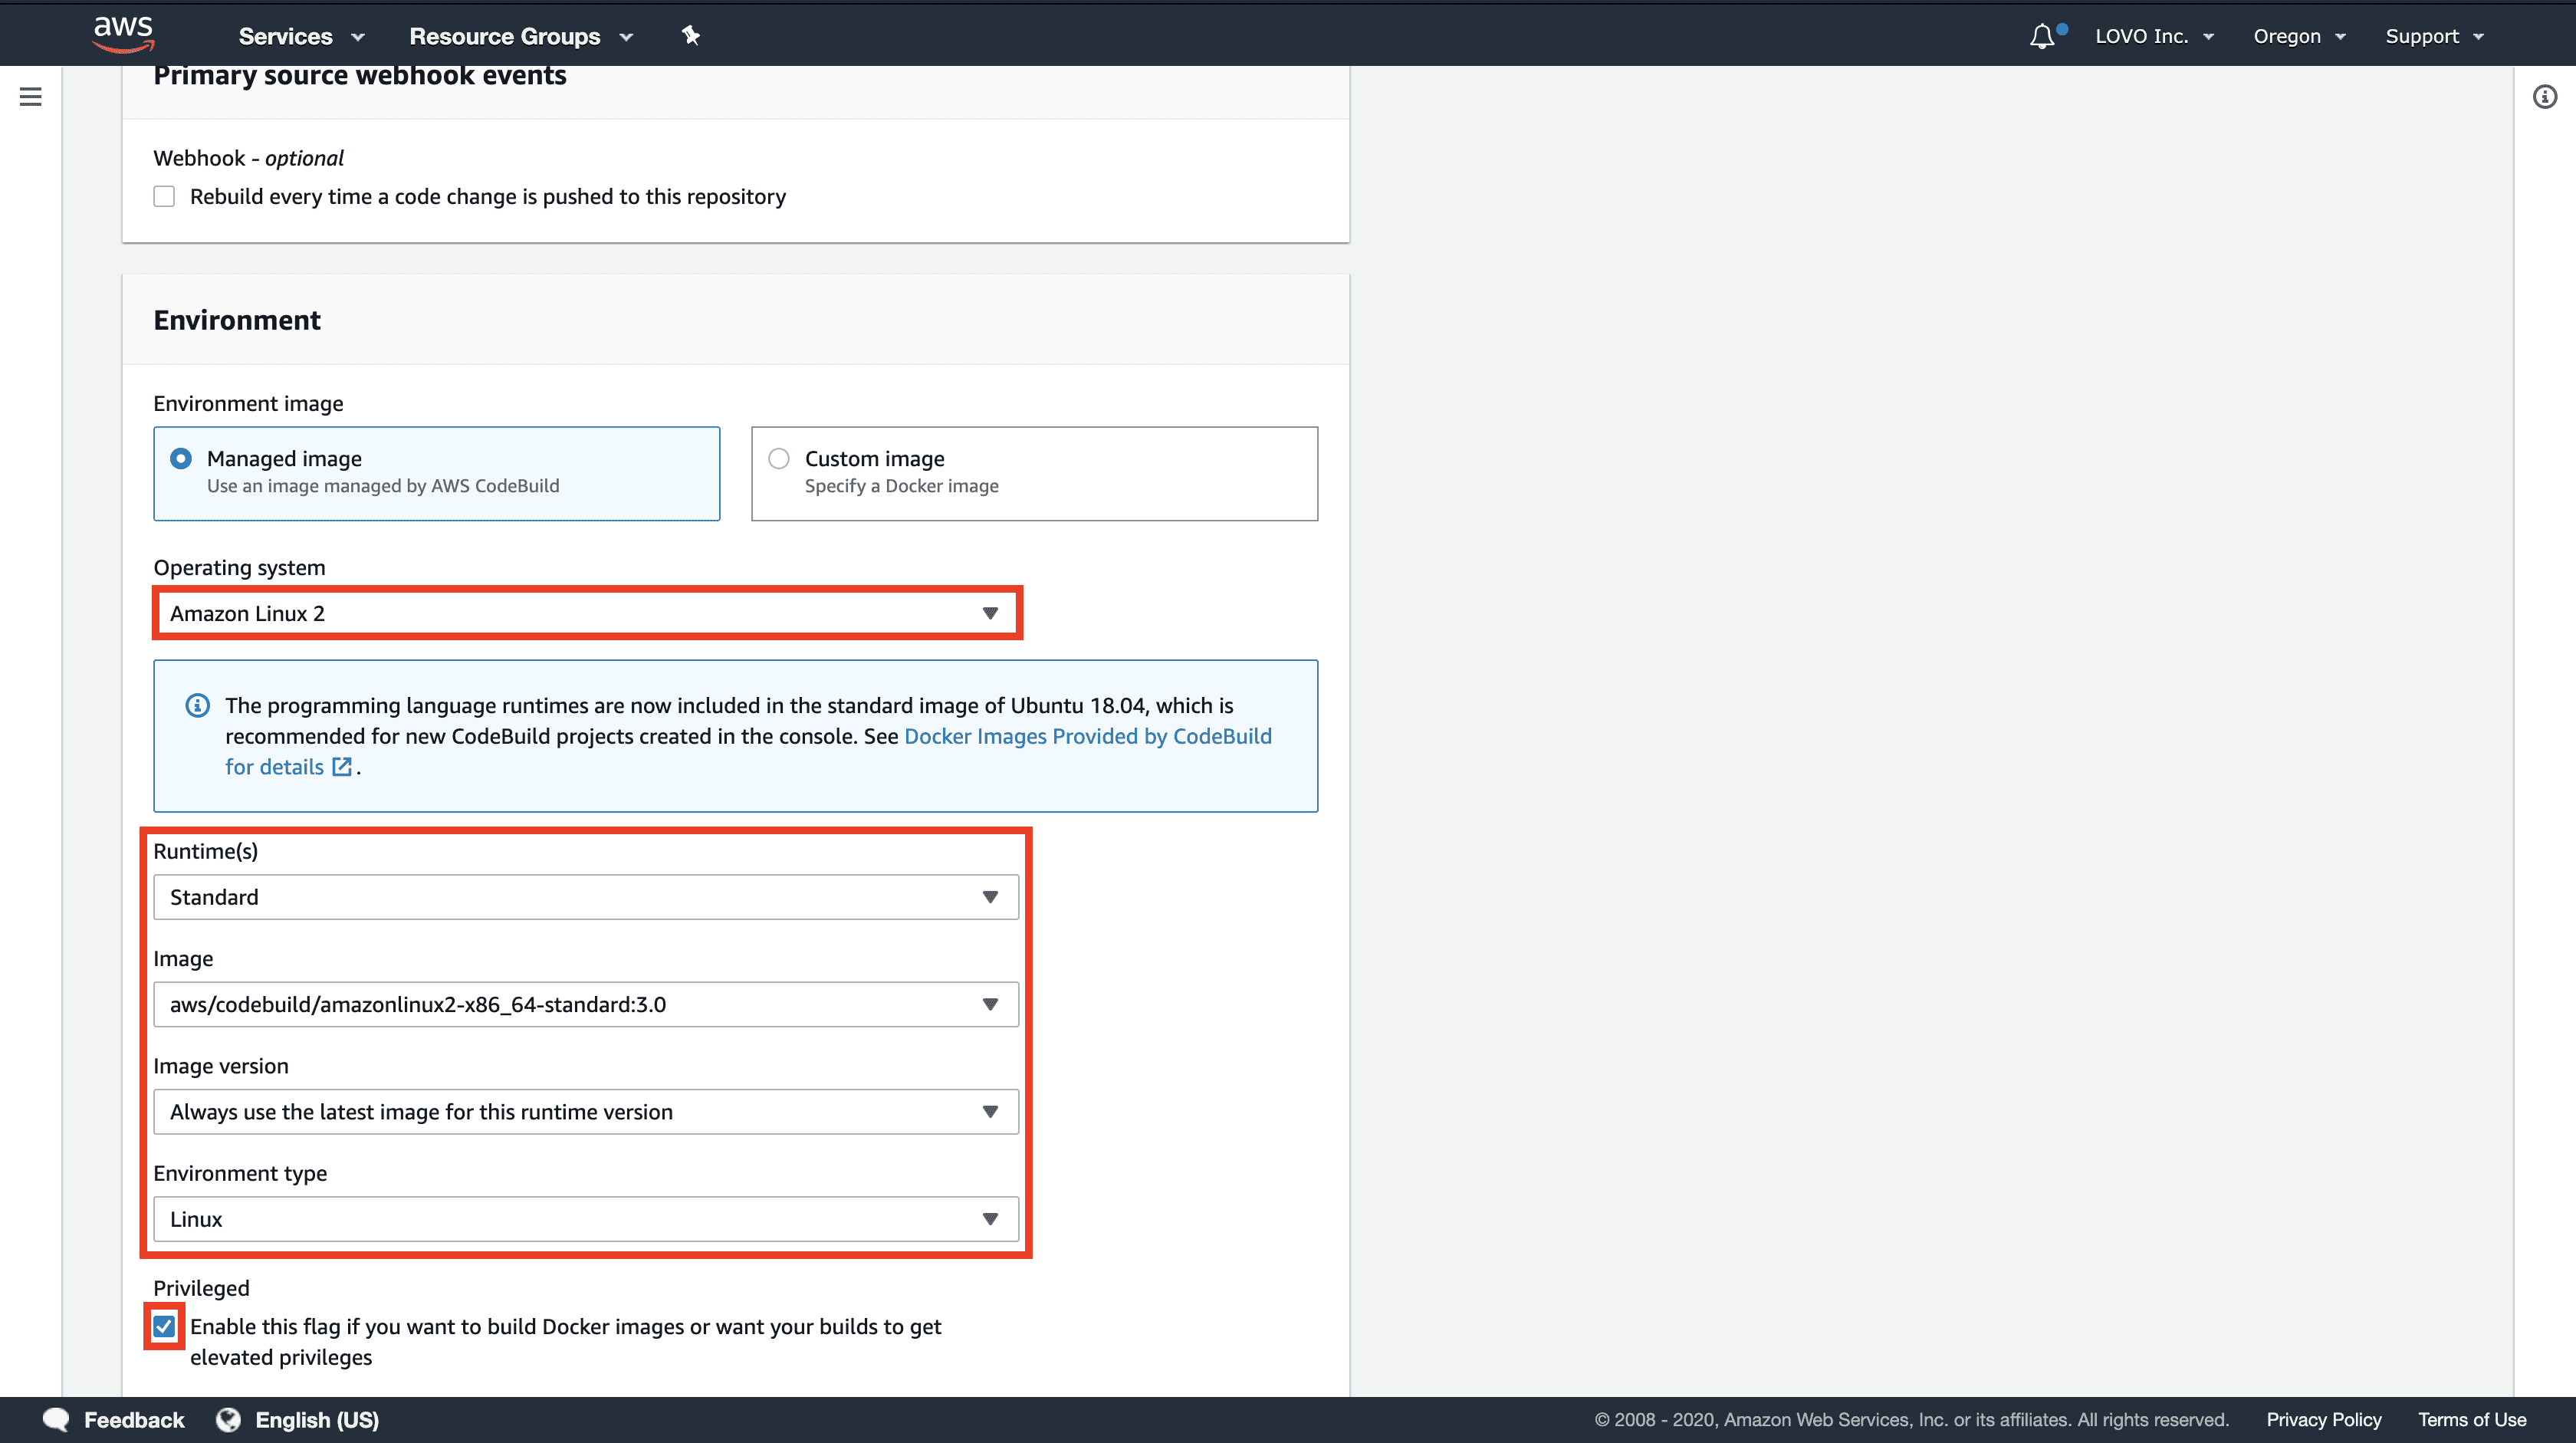 aws Services Resource Groups LOVO Inc. Oregon Support
Primary source webhook events
Webhook - optional
Rebuild every time a code change is pushed to this repository
Environment
Environment image
Managed image
Use an image managed by AWS CodeBuild
Custom image
Specify a Docker image
Operating system
Amazon Linux 2
The programming language runtimes are now included in the standard image of Ubuntu 18.04, which is
recommended for new CodeBuild projects created in the console. See Docker Images Provided by CodeBuild
for details .
Runtime(s)
Standard
Image
aws/codebuild/amazonlinux2-x86_64-standard:3.0
Image version
Always use the latest image for this runtime version
Environment type
Linux
Privileged
Enable this flag if you want to build Docker images or want your builds to get
elevated privileges
Feedback English (US) © 2008 - 2020, Amazon Web Services, Inc. or its affiliates. All rights reserved. Privacy Policy Terms of Use